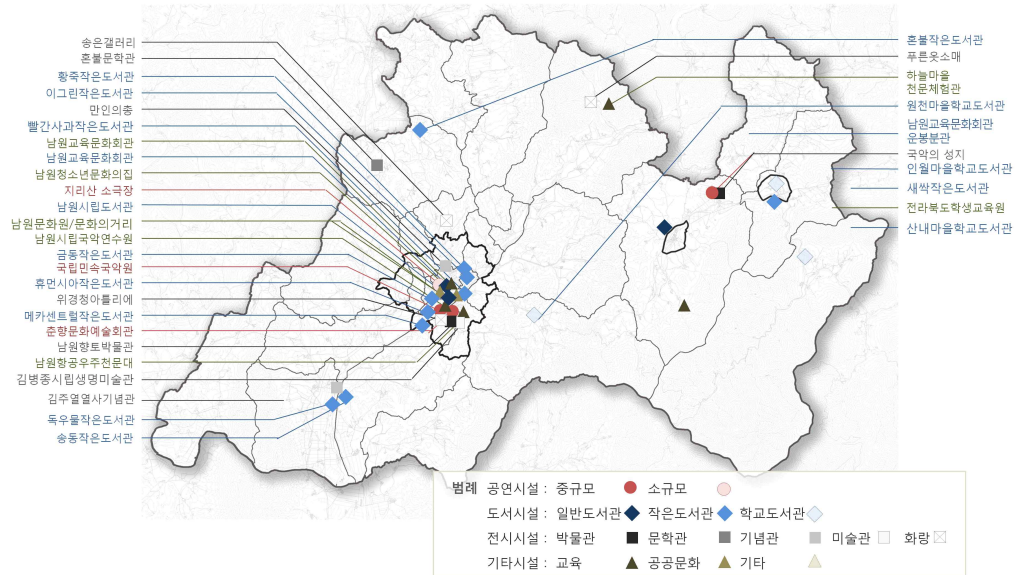 송은갤러리
혼불문학관
황죽작은도서관
이그린작은도서관
만인의총
빨간사과작은도서관
남원교육문화회관
남원교육문화회관
남원청소년문화의집
지리산 소극장
남원시립도서관
남원문화원/문화의거리
남원시립국악연수원
금동작은도서관
국립민속국악원
휴먼시아작은도서관
위경청아틀리에
메카센트럴작은도서관
춘향문화예술회관
남원향토박물관
남원항공우주천문대
김병종시립생명미술관
김주열열사기념관
독우물작은도서관
송동작은도서관
혼불작은도서관
푸른옷소매
하늘마을
천문체험관
원천마을학교도서관
남원교육문화회관
운봉분관
국악의 성지
인월마을학교도서관
새싹작은도서관
전라북도학생교육원
산내마을학교도서관
범례 공연시설 : 중규모 소규모
도서시설 : 일반도서관 작은도서관 학교도서관
전시시설 : 박물관 문학관 기념관 미술관 화랑
기타시설 : 교육 공공문화 기타